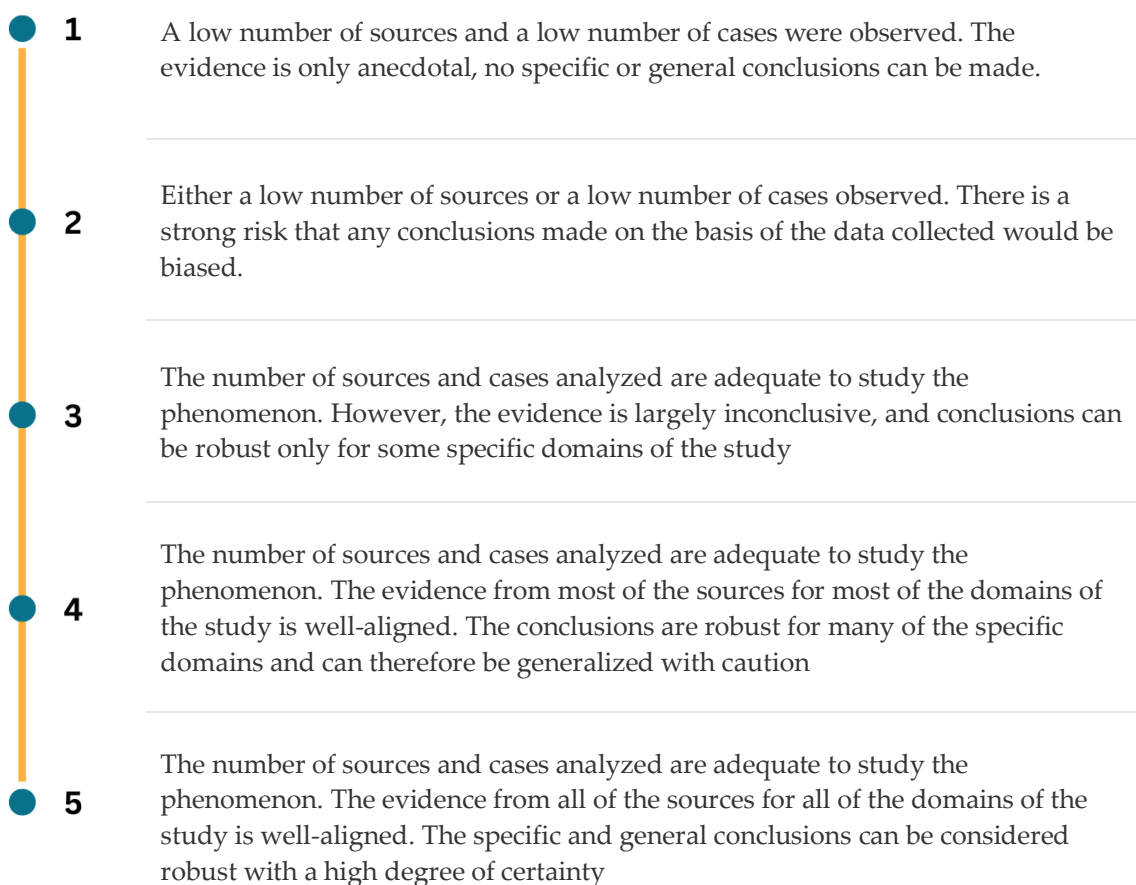 1
A low number of sources and a low number of cases were observed. The
evidence is only anecdotal, no specific or general conclusions can be made.
2
Either a low number of sources or a low number of cases observed. There is a
strong risk that any conclusions made on the basis of the data collected would be
biased.
3
The number of sources and cases analyzed are adequate to study the
phenomenon. However, the evidence is largely inconclusive, and conclusions can
be robust only for some specific domains of the study
4
The number of sources and cases analyzed are adequate to study the
phenomenon. The evidence from most of the sources for most of the domains of
the study is well-aligned. The conclusions are robust for many of the specific
domains and can therefore be generalized with caution
5
The number of sources and cases analyzed are adequate to study the
phenomenon. The evidence from all of the sources for all of the domains of the
study is well-aligned. The specific and general conclusions can be considered
robust with a high degree of certainty